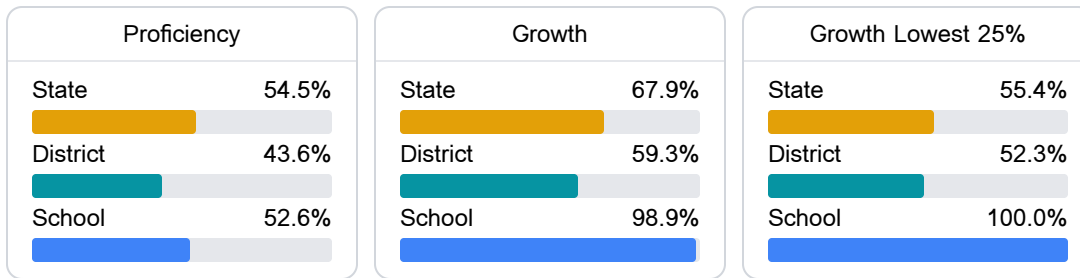 Proficiency
State 54.5%
District 43.6%
School 52.6%
Growth
State 67.9%
District 59.3%
School 98.9%
Growth Lowest 25%
State 55.4%
District 52.3%
School 100.0%